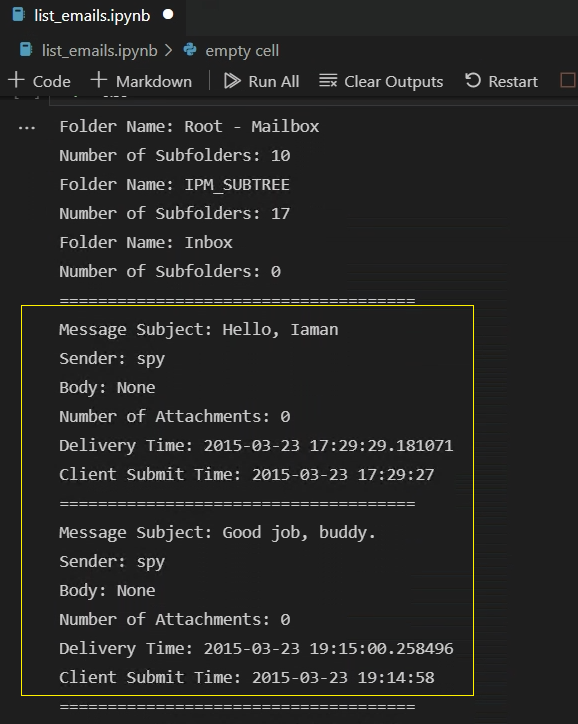 list_emails.ipynb
list_emails.ipynb > empty cell
+ Code + Markdown Run All Clear Outputs Restart
... Folder Name: Root - Mailbox
Number of Subfolders: 10
Folder Name: IPM_SUBTREE
Number of Subfolders: 17
Folder Name: Inbox
Number of Subfolders: 0
=====================================
Message Subject: Hello, Iaman
Sender: spy
Body: None
Number of Attachments: 0
Delivery Time: 2015-03-23 17:29:29.181071
Client Submit Time: 2015-03-23 17:29:27
=====================================
Message Subject: Good job, buddy.
Sender: spy
Body: None
Number of Attachments: 0
Delivery Time: 2015-03-23 19:15:00.258496
Client Submit Time: 2015-03-23 19:14:58
=====================================